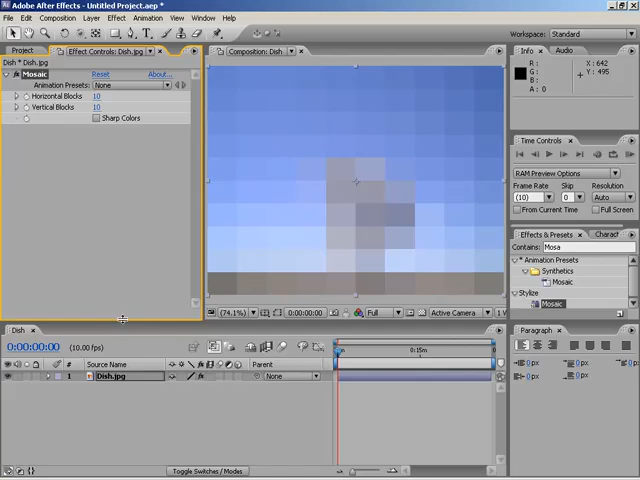 Adobe After Effects - Untitled Project.aep *
File Edit Composition Layer Effect Animation View Window Help
Workspace: Standard
Project
Effect Controls: Dish.jpg
Composition: Dish
Info
Audio
Dish * Dish.jpg
Mosaic Reset About...
Animation Presets: None
Horizontal Blocks 10
Vertical Blocks 10
Sharp Colors
R:
G:
B:
A: 0
X: 642
Y: 495
Time Controls
RAM Preview Options
Frame Rate Skip Resolution
(10) 0 Auto
From Current Time Full Screen
Effects & Presets
Charact
Contains: Mosa
* Animation Presets
Synthetics
Mosaic
Stylize
Mosaic
(74.1%) 0:00:00:00 Full Active Camera 1 V
Dish
Paragraph
0:00:00:00 (10.00 fps)
0:15m
# Source Name Parent
1 Dish.jpg None
0 px 0 px
0 px 0 px
0 px
Toggle Switches / Modes